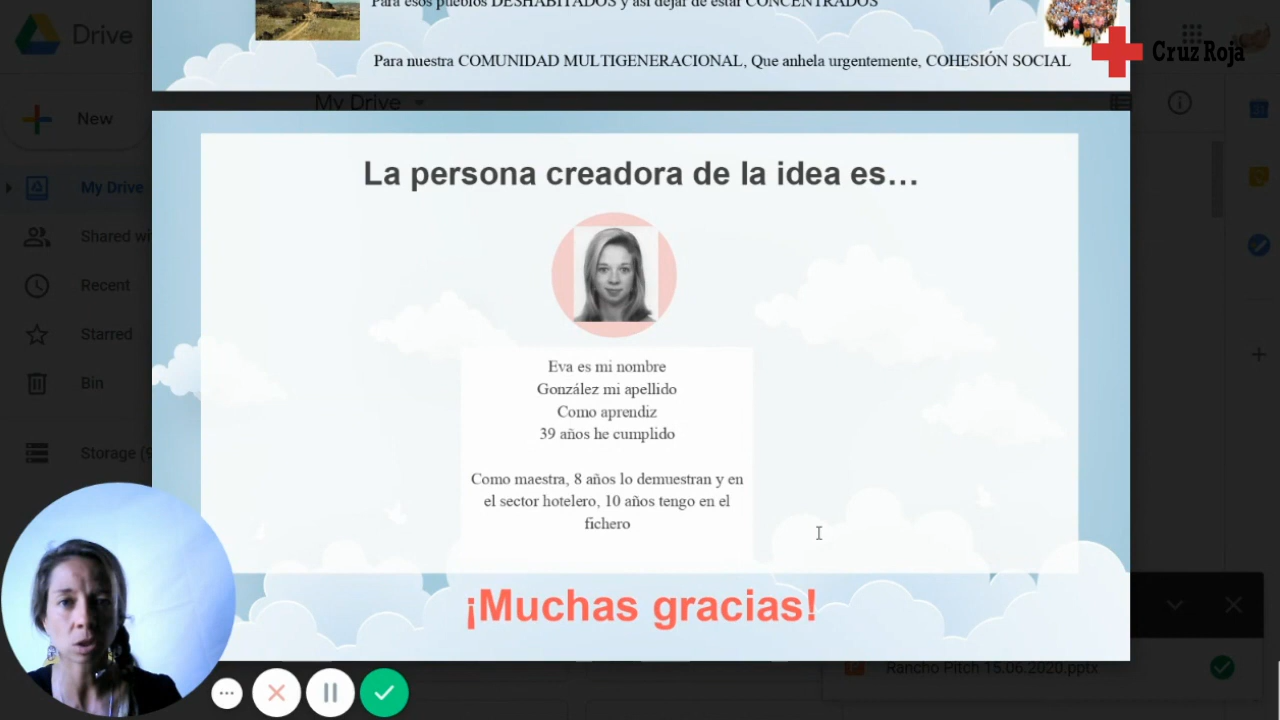 Para esos pueblos DESHABITADOS y así dejar de estar CONCENTRADOS
Drive
Cruz Roja
Para nuestra COMUNIDAD MULTIGENERACIONAL, Que anhela urgentemente, COHESIÓN SOCIAL
My Drive
New
La persona creadora de la idea es...
My Drive
Shared wi
Recent
Starred
Bin
Storage (9
Eva es mi nombre
González mi apellido
Como aprendiz
39 años he cumplido
Como maestra, 8 años lo demuestran y en
el sector hotelero, 10 años tengo en el
fichero
¡Muchas gracias!
Rancho Pitch 15.06.2020.pptx